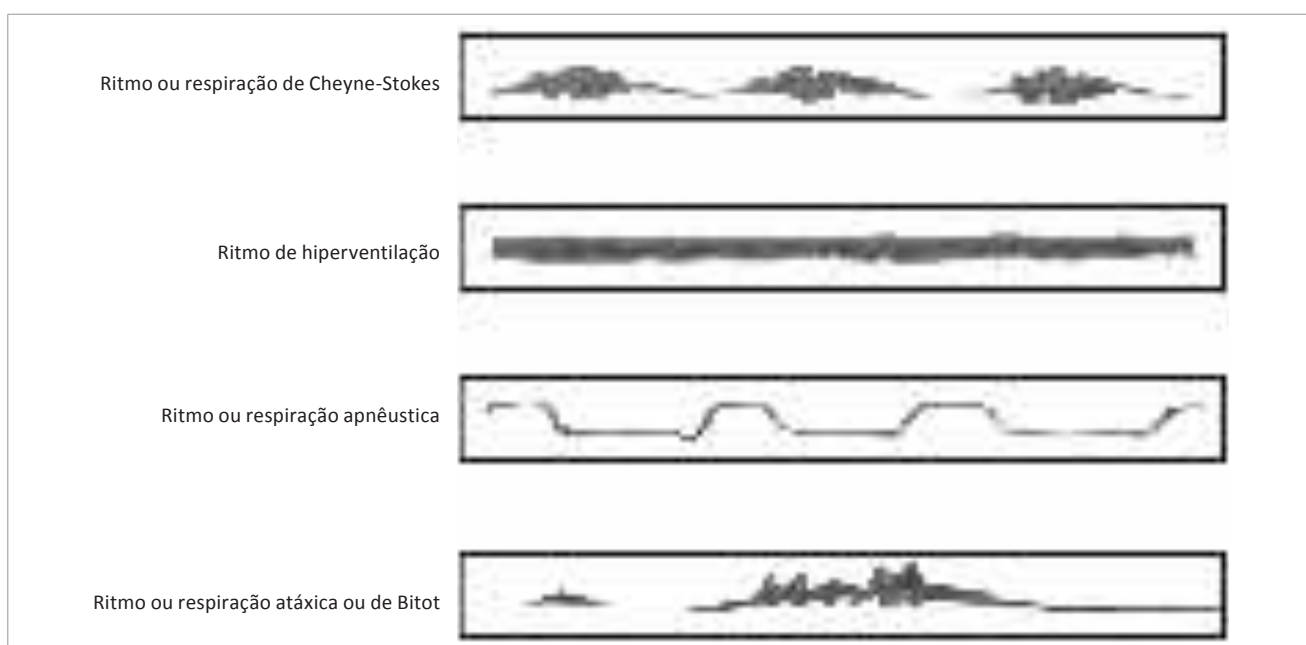 Ritmo ou respiração de Cheyne-Stokes
Ritmo de hiperventilação
Ritmo ou respiração apnêustica
Ritmo ou respiração atáxica ou de Bitot